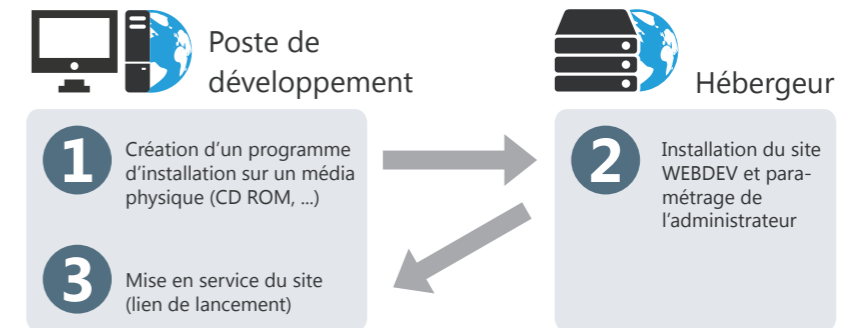 Poste de
développement
Hébergeur
1
Création d'un programme
d'installation sur un média
physique (CD ROM, ...)
2
Installation du site
WEBDEV et para-
métrage de
l'administrateur
3
Mise en service du site
(lien de lancement)